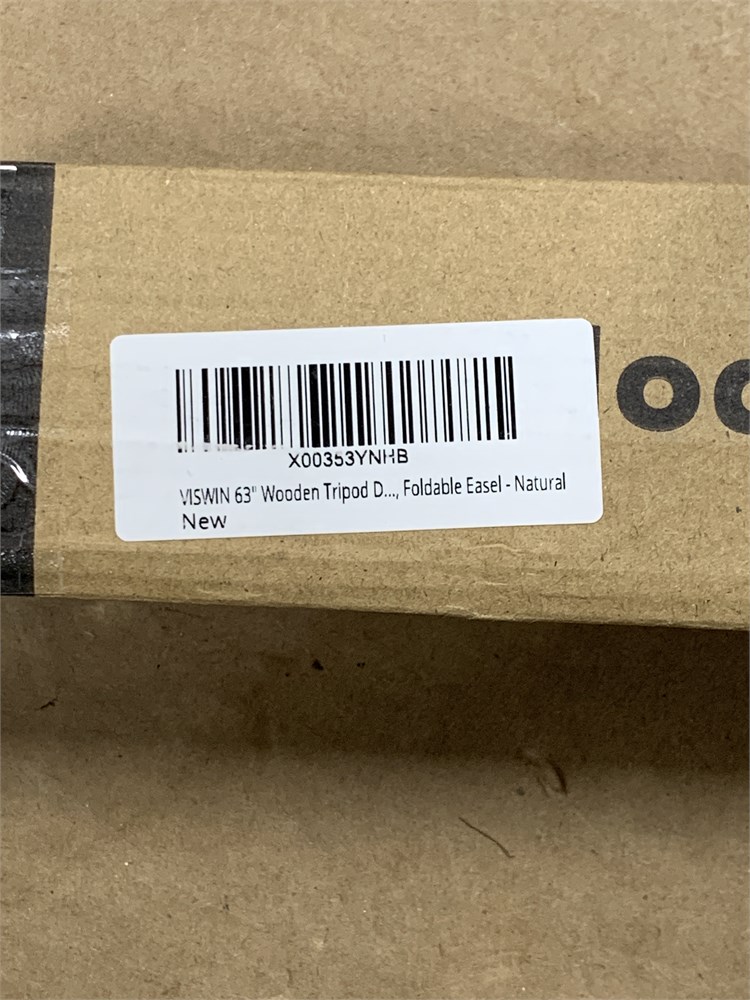 X00353YNHB
VISWIN 63" Wooden Tripod D..., Foldable Easel - Natural
New